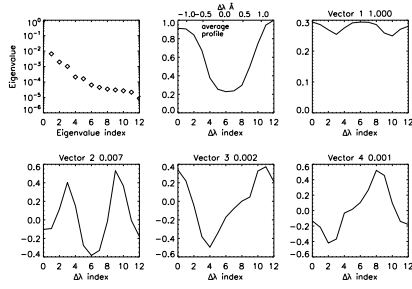 Δλ Å
−1.0 −0.5 0.0 0.5 1.0
10^0
10^−1
10^−2
10^−3
10^−4
10^−5
10^−6
Eigenvalue
0 2 4 6 8 10 12
Eigenvalue index
1.0
0.8
0.6
0.4
0.2
0.0
average
profile
0 2 4 6 8 10 12
Δλ index
Vector 1 1.000
0.30
0.25
0.20
0.15
0.10
0.05
0.00
0 2 4 6 8 10 12
Δλ index
Vector 2 0.007
0.6
0.4
0.2
0.0
−0.2
−0.4
0 2 4 6 8 10 12
Δλ index
Vector 3 0.002
0.4
0.2
0.0
−0.2
−0.4
−0.6
0 2 4 6 8 10 12
Δλ index
Vector 4 0.001
0.6
0.4
0.2
0.0
−0.2
−0.4
−0.6
0 2 4 6 8 10 12
Δλ index